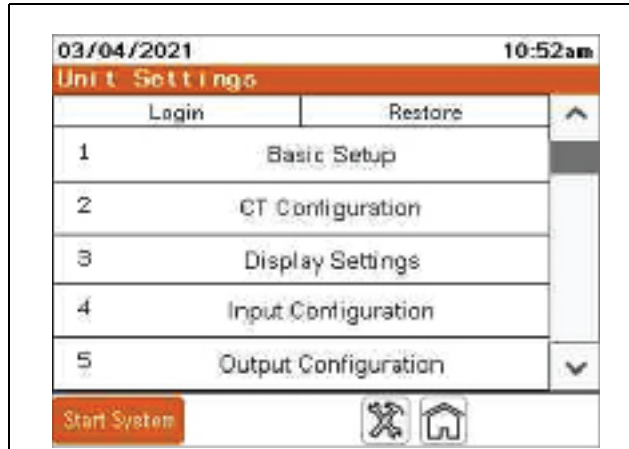 03/04/2021 10:52am
Unit Settings
Login Restore
1 Basic Setup
2 CT Configuration
3 Display Settings
4 Input Configuration
5 Output Configuration
Start System